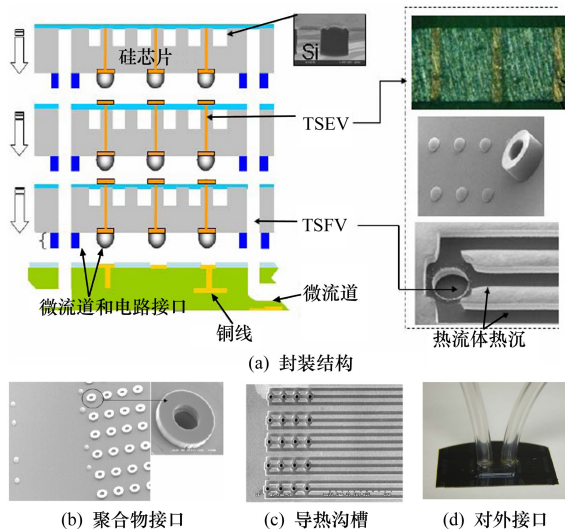 硅芯片
Si
TSEV
TSFV
微流道和电路接口
微流道
铜线
热流体热沉
(a) 封装结构
(b) 聚合物接口
(c) 导热沟槽
(d) 对外接口